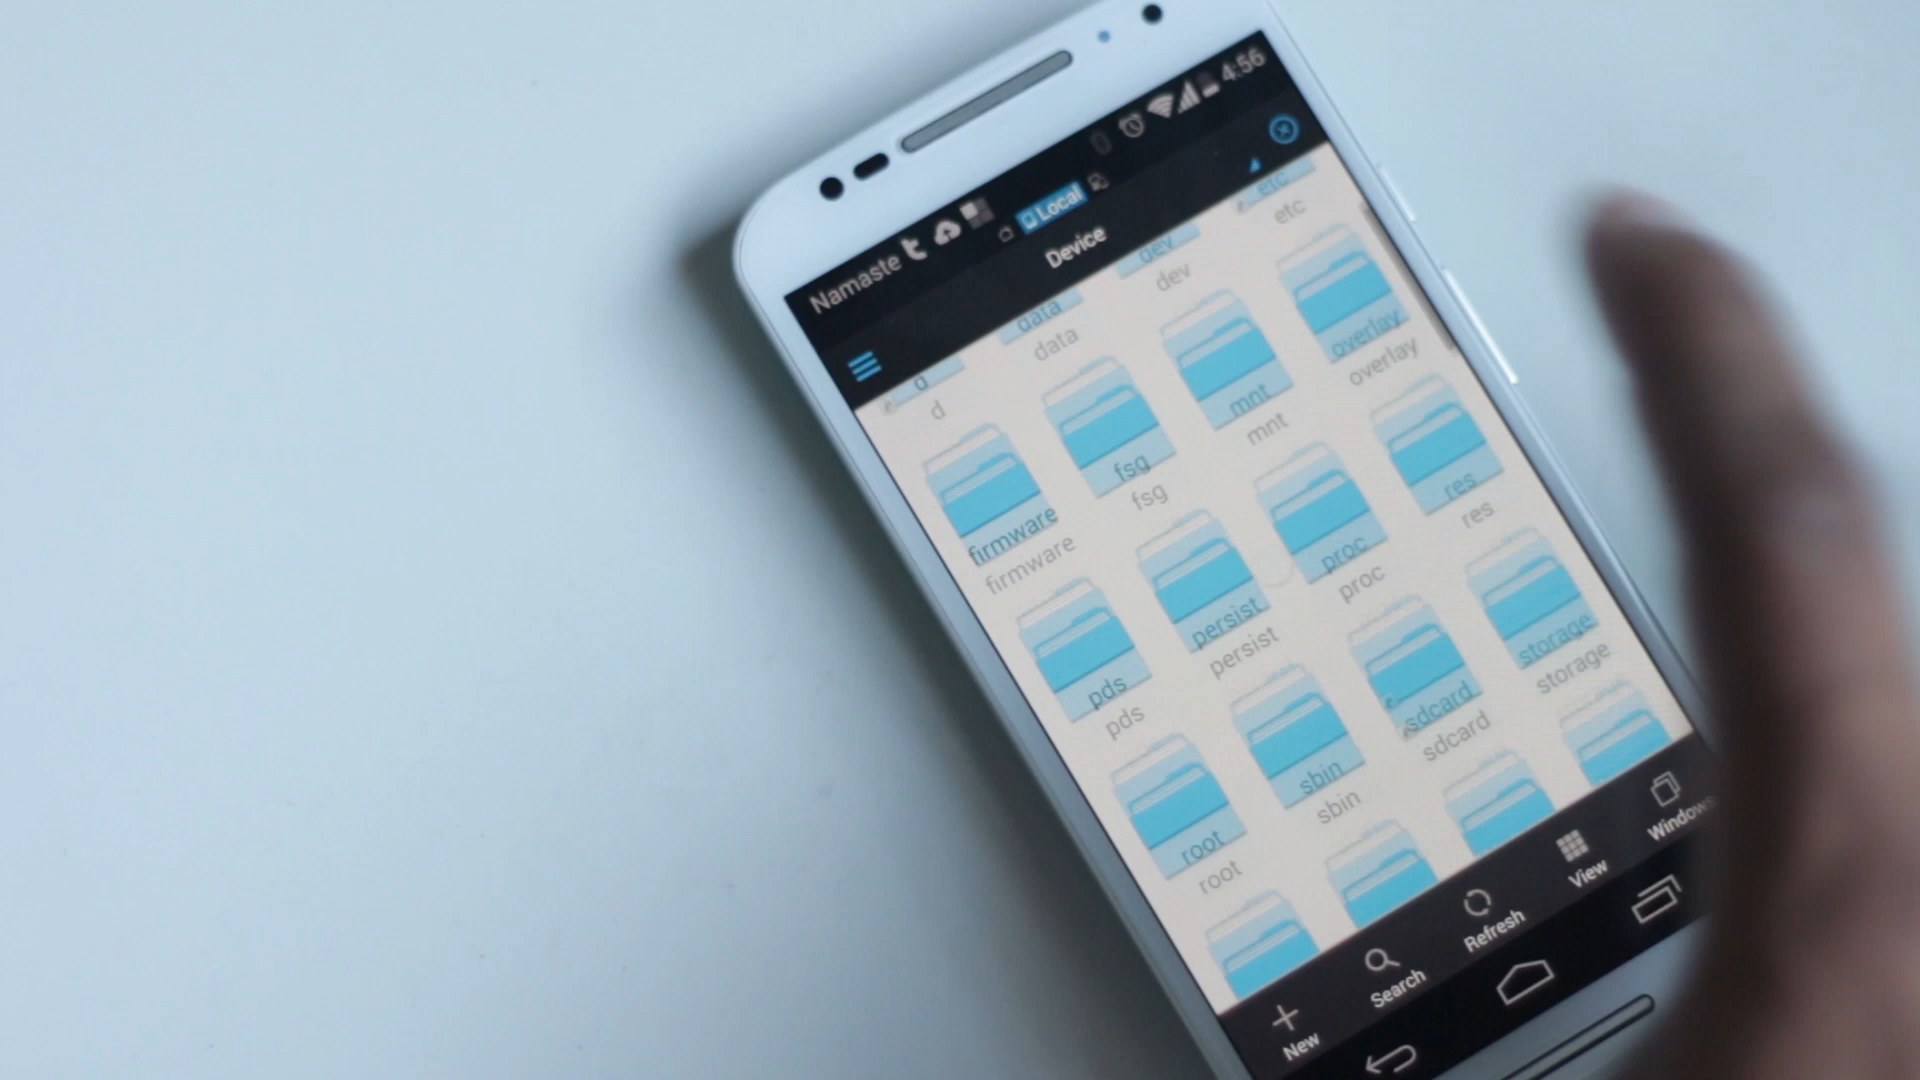 Namaste 4:56
Local
Device
d data dev etc
d data dev etc
firmware fsg mnt overlay
firmware fsg mnt overlay
pds persist proc res
pds persist proc res
root sbin sdcard storage
root sbin sdcard storage
New Search Refresh View Windows